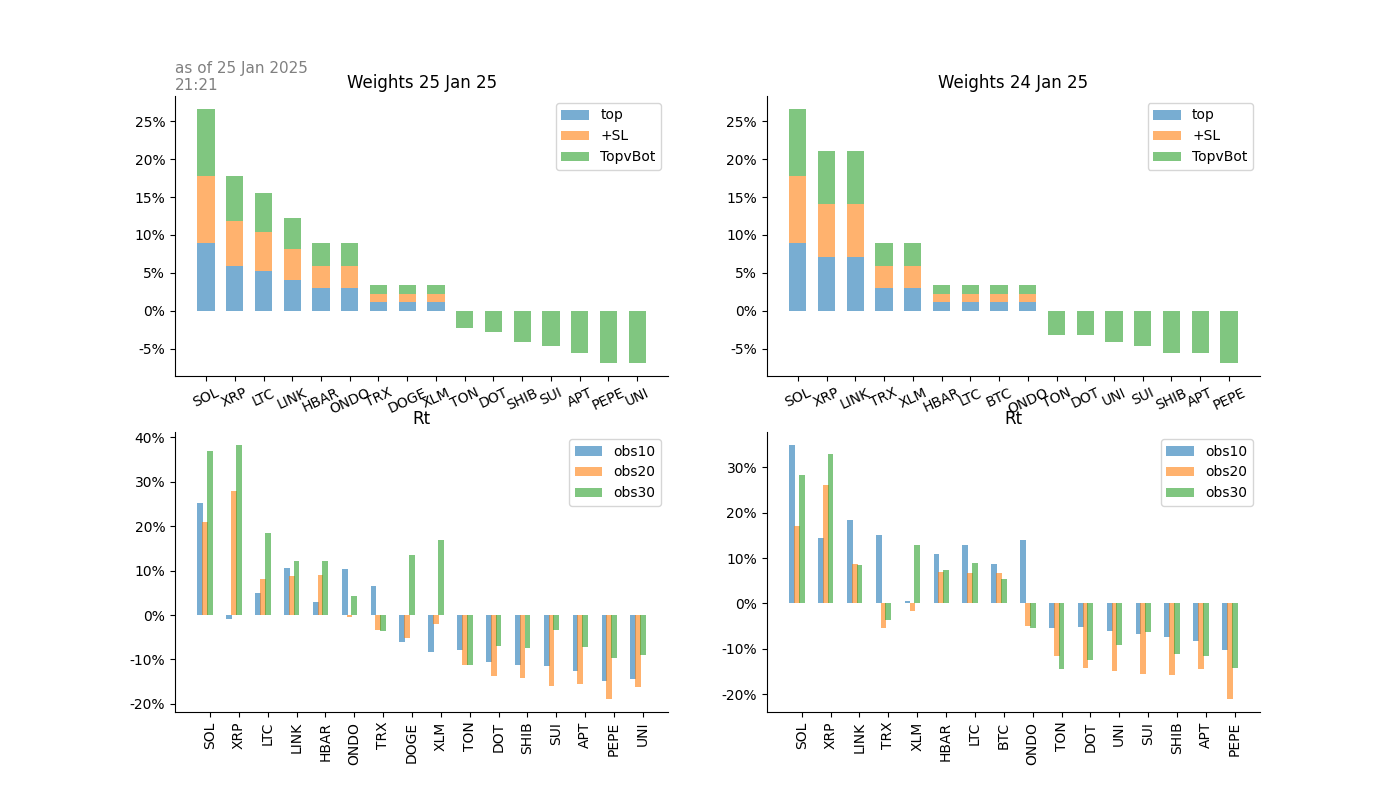 as of 25 Jan 2025
21:21
Weights 25 Jan 25
top
+SL
TopvBot
25%
20%
15%
10%
5%
0%
-5%
SOL XRP LTC LINK HBAR ONDO TRX DOGE XLM TON DOT SHIB SUI APT PEPE UNI
Weights 24 Jan 25
top
+SL
TopvBot
25%
20%
15%
10%
5%
0%
-5%
SOL XRP LINK TRX XLM HBAR LTC BTC ONDO TON DOT UNI SUI SHIB APT PEPE
Rt
obs10
obs20
obs30
40%
30%
20%
10%
0%
-10%
-20%
SOL XRP LTC LINK HBAR ONDO TRX DOGE XLM TON DOT SHIB SUI APT PEPE UNI
Rt
obs10
obs20
obs30
30%
20%
10%
0%
-10%
-20%
SOL XRP LINK TRX XLM HBAR LTC BTC ONDO TON DOT UNI SUI SHIB APT PEPE